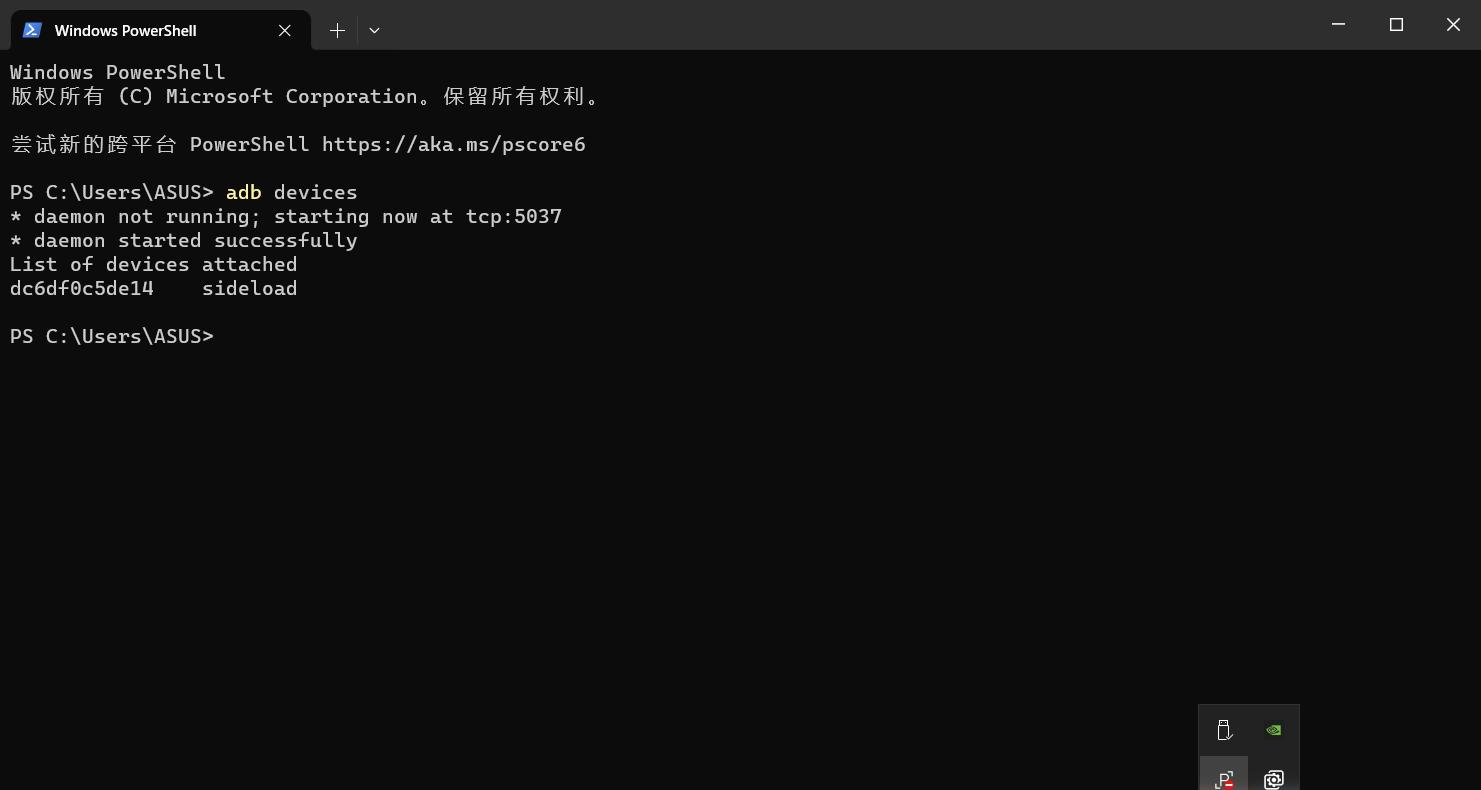 Windows PowerShell
Windows PowerShell
版权所有 (C) Microsoft Corporation。保留所有权利。
尝试新的跨平台 PowerShell https://aka.ms/pscore6
PS C:\Users\ASUS> adb devices
* daemon not running; starting now at tcp:5037
* daemon started successfully
List of devices attached
dc6df0c5de14    sideload
PS C:\Users\ASUS>
P